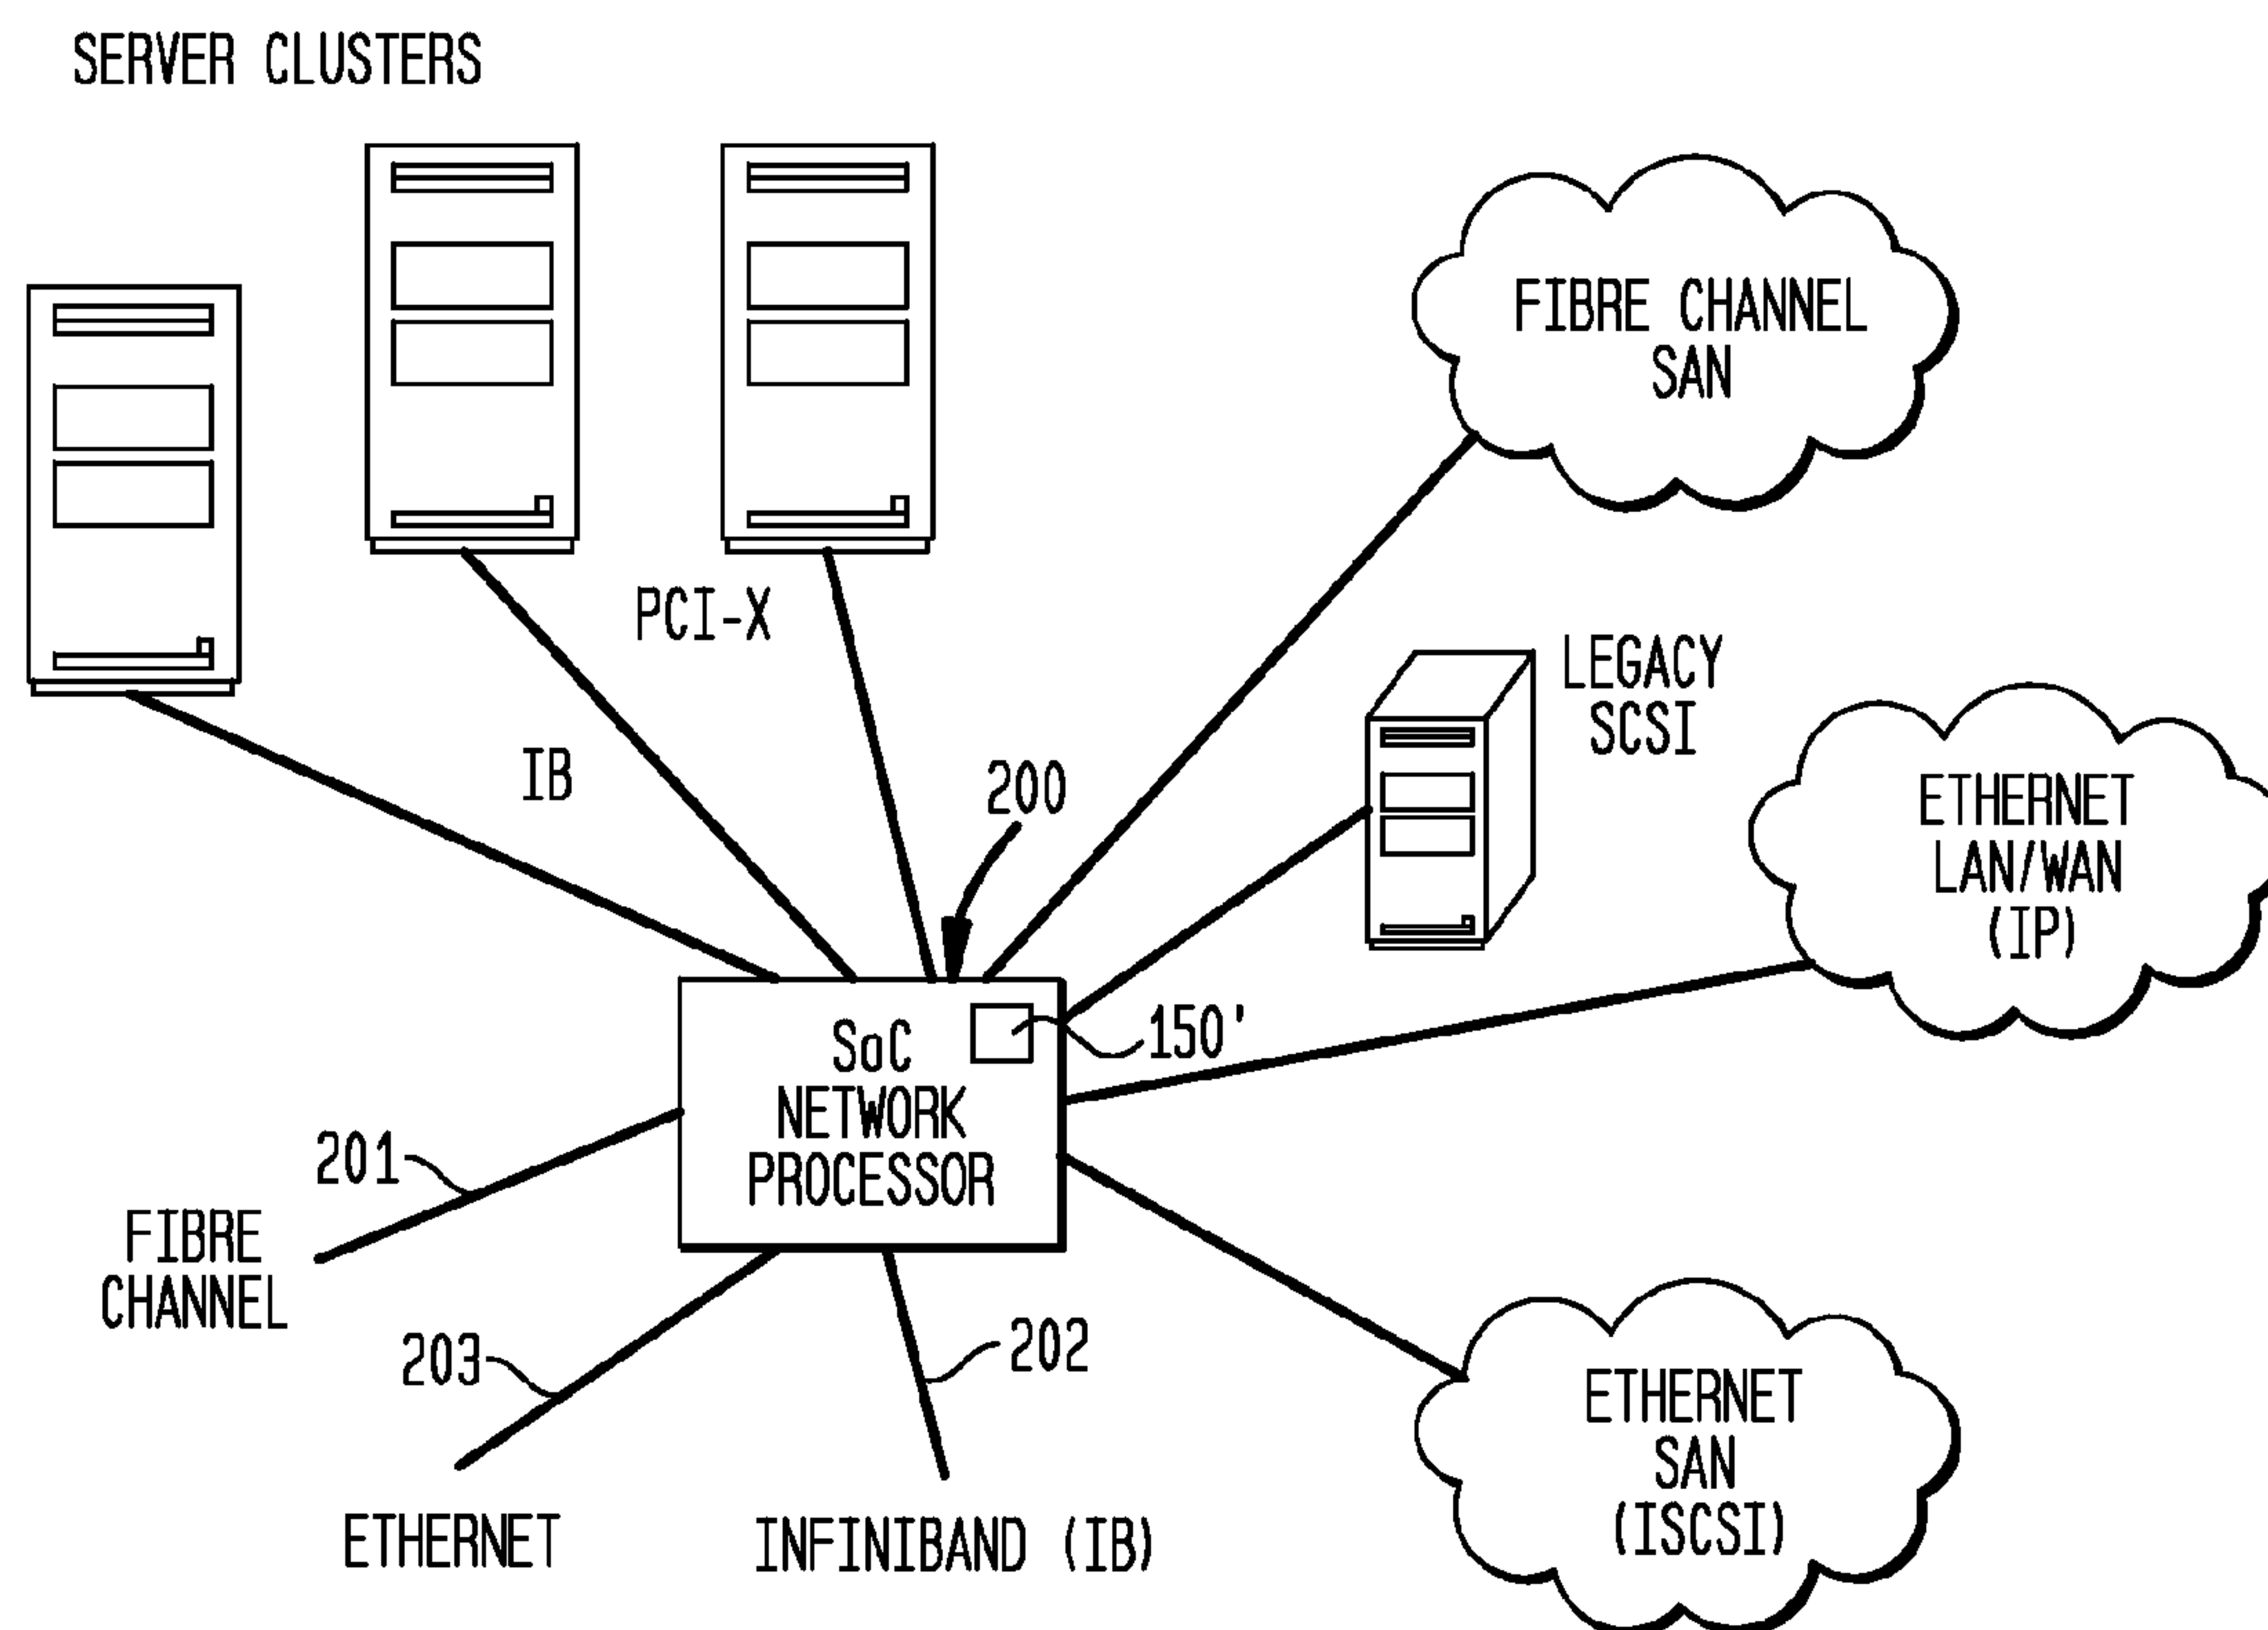 SERVER CLUSTERS
FIBRE CHANNEL
SAN
PCI-X
LEGACY
SCSI
IB
200
ETHERNET
LAN/WAN
(IP)
150'
SoC
NETWORK
PROCESSOR
201
FIBRE
CHANNEL
203
202
ETHERNET
SAN
(ISCSI)
ETHERNET
INFINIBAND (IB)